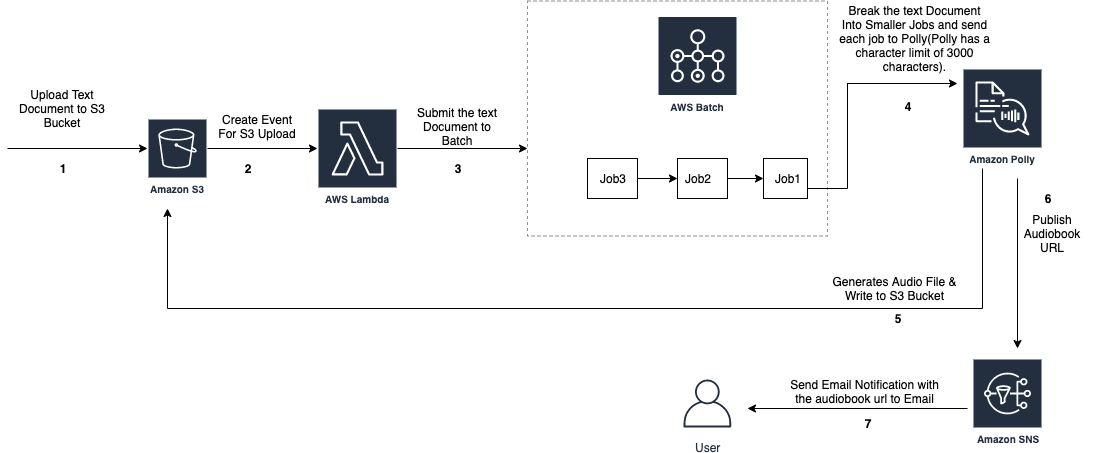 Upload Text
Document to S3
Bucket
1
Amazon S3
Create Event
For S3 Upload
2
AWS Lambda
Submit the text
Document to
Batch
3
AWS Batch
Job3
Job2
Job1
Break the text Document
Into Smaller Jobs and send
each job to Polly(Polly has a
character limit of 3000
characters).
4
Amazon Polly
Generates Audio File &
Write to S3 Bucket
5
6
Publish
Audiobook
URL
Amazon SNS
Send Email Notification with
the audiobook url to Email
7
User